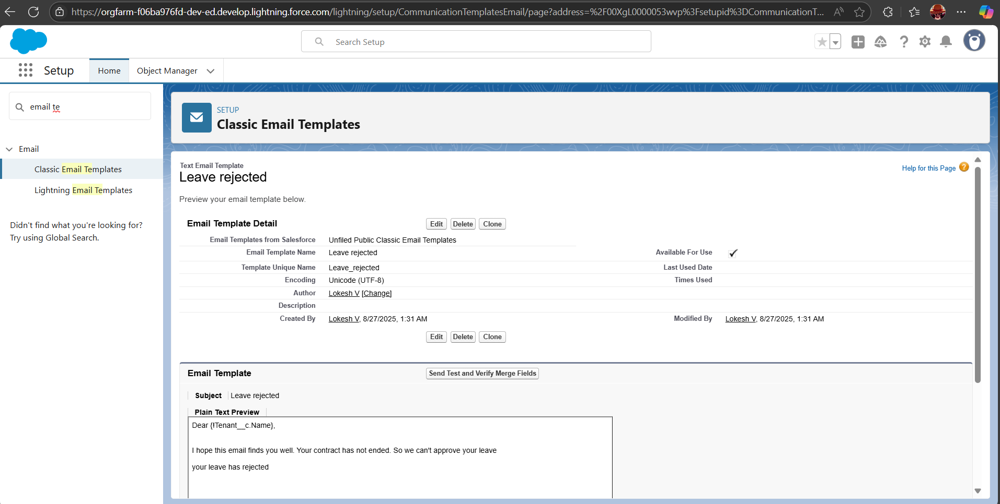 https://orgfarm-f06ba976fd-dev-ed.develop.lightning.force.com/lightning/setup/CommunicationTemplatesEmail/page?address=%2F00XgL0000053wvp%3Fsetupid%3DCommunicationT...
Search Setup
Setup
Home
Object Manager
email te
SETUP
Classic Email Templates
Email
Classic Email Templates
Lightning Email Templates
Didn't find what you're looking for?
Try using Global Search.
Text Email Template
Leave rejected
Help for this Page
Preview your email template below.
Email Template Detail
Edit Delete Clone
Email Templates from Salesforce Unfiled Public Classic Email Templates
Email Template Name Leave rejected Available For Use
Template Unique Name Leave_rejected Last Used Date
Encoding Unicode (UTF-8) Times Used
Author Lokesh V [Change]
Description
Created By Lokesh V, 8/27/2025, 1:31 AM Modified By Lokesh V, 8/27/2025, 1:31 AM
Edit Delete Clone
Email Template Send Test and Verify Merge Fields
Subject Leave rejected
Plain Text Preview
Dear {!Tenant__c.Name},
I hope this email finds you well. Your contract has not ended. So we can't approve your leave
your leave has rejected